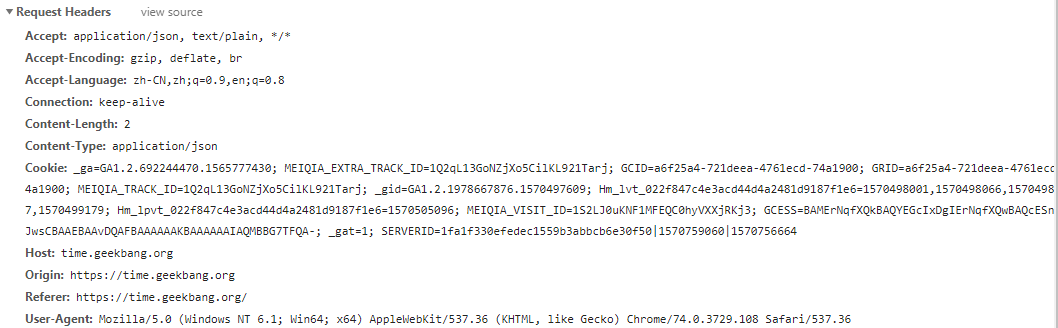 Request Headers view source
Accept: application/json, text/plain, */*
Accept-Encoding: gzip, deflate, br
Accept-Language: zh-CN,zh;q=0.9,en;q=0.8
Connection: keep-alive
Content-Length: 2
Content-Type: application/json
Cookie: _ga=GA1.2.692244470.1565777430; MEIQIA_EXTRA_TRACK_ID=1Q2qL13GoNZjXo5CilKL921Tarj; GCID=a6f25a4-721deea-4761ecd-74a1900; GRID=a6f25a4-721deea-4761ecd
4a1900; MEIQIA_TRACK_ID=1Q2qL13GoNZjXo5CilKL921Tarj; _gid=GA1.2.1978667876.1570497609; Hm_lvt_022f847c4e3acd44d4a2481d9187f1e6=1570498001,1570498066,1570498
7,1570499179; Hm_lpvt_022f847c4e3acd44d4a2481d9187f1e6=1570505096; MEIQIA_VISIT_ID=1S2LJ0uKNF1MFEQC0hyVXXjRKj3; GCESS=BAMErNqfXQkBAQYEGcIxDgIErNqfXQwBAQcESn
JwsCBAAEBAAvDQAFBAAAAAAKBAAAAAAIAQMBBG7TFQA-; _gat=1; SERVERID=1fa1f330efedec1559b3abbcb6e30f50|1570759060|1570756664
Host: time.geekbang.org
Origin: https://time.geekbang.org
Referer: https://time.geekbang.org/
User-Agent: Mozilla/5.0 (Windows NT 6.1; Win64; x64) AppleWebKit/537.36 (KHTML, like Gecko) Chrome/74.0.3729.108 Safari/537.36